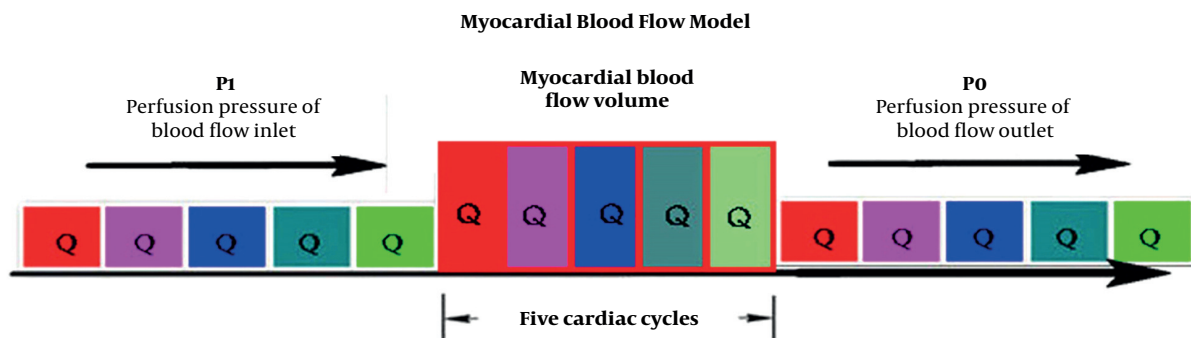 Myocardial Blood Flow Model
P1
Perfusion pressure of
blood flow inlet
Myocardial blood
flow volume
P0
Perfusion pressure of
blood flow outlet
Q Q Q Q Q Q Q Q Q Q Q Q Q Q Q
Five cardiac cycles